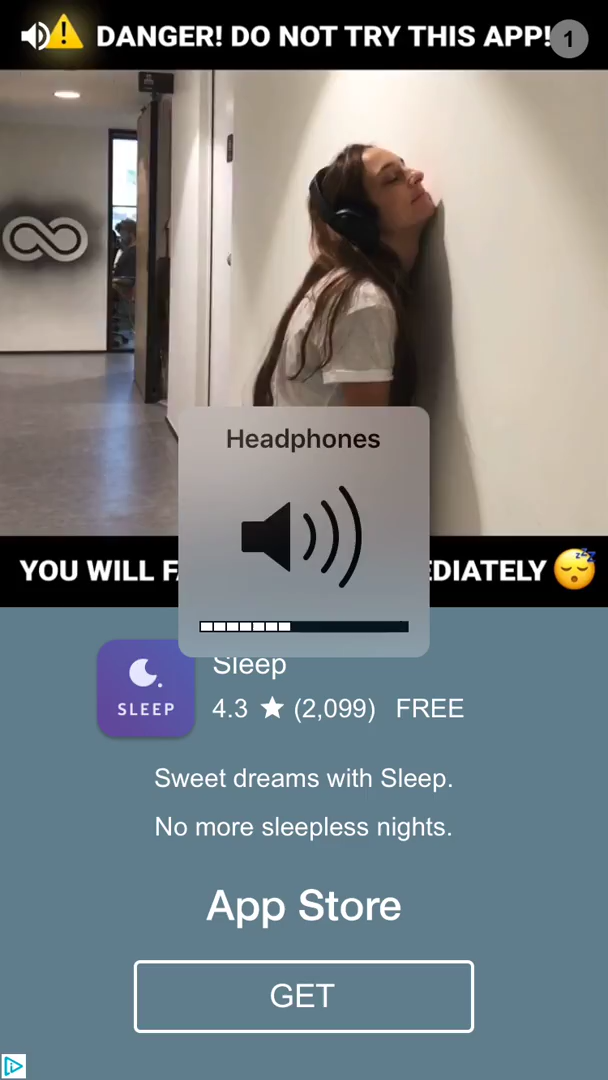 DANGER! DO NOT TRY THIS APP!
1
Headphones
YOU WILL
Sleep
SLEEP
4.3 ★ (2,099) FREE
Sweet dreams with Sleep.
No more sleepless nights.
App Store
GET